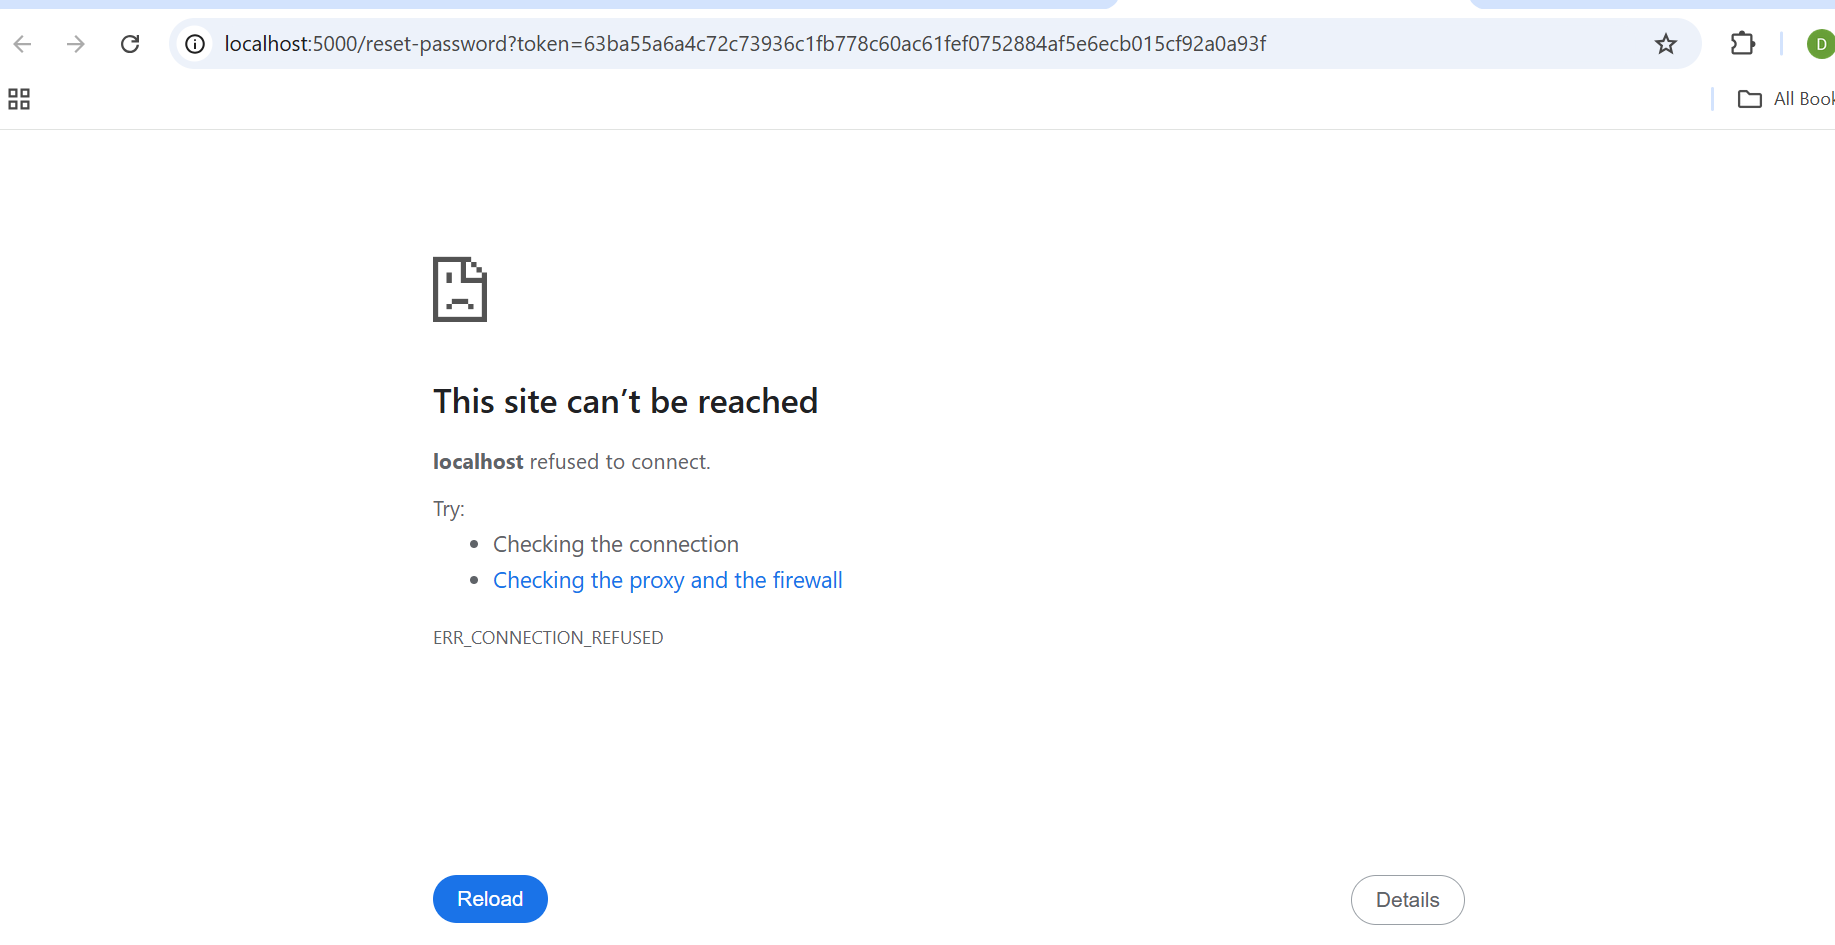 localhost:5000/reset-password?token=63ba55a6a4c72c73936c1fb778c60ac61fef0752884af5e6ecb015cf92a0a93f
D
All Book
This site can’t be reached
localhost refused to connect.
Try:
Checking the connection
Checking the proxy and the firewall
ERR_CONNECTION_REFUSED
Reload
Details